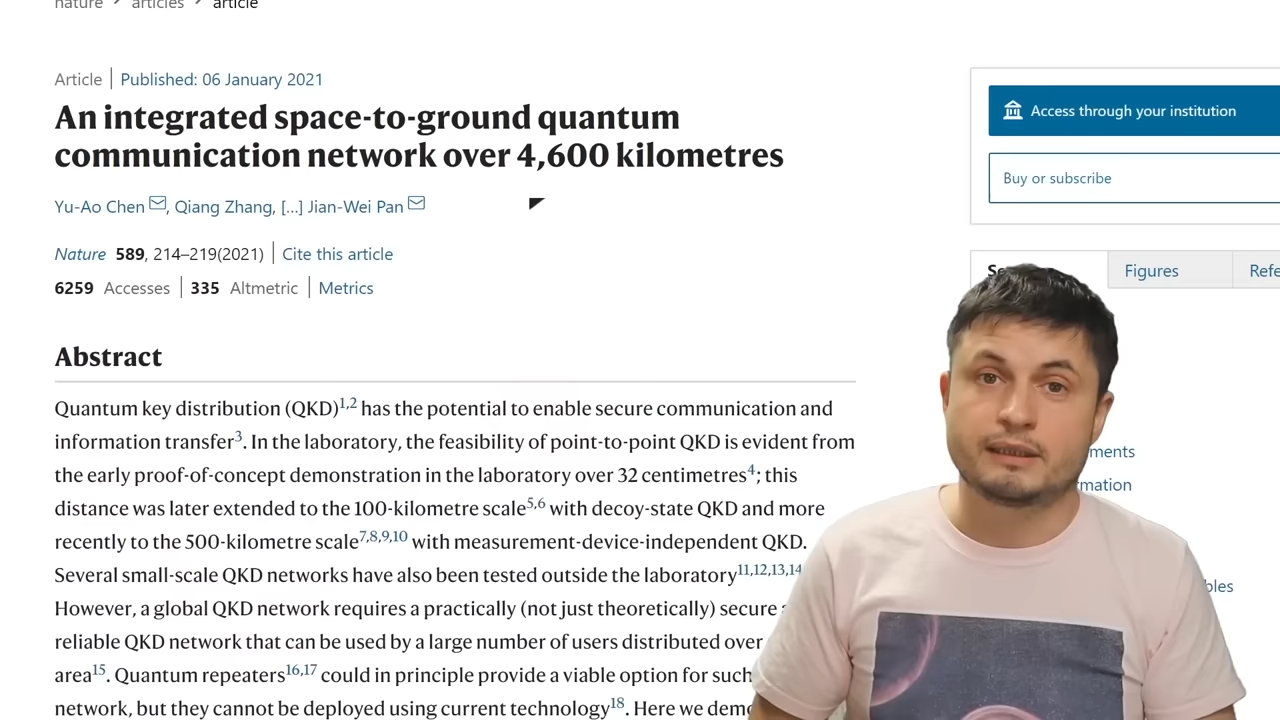 nature > articles > article
Article | Published: 06 January 2021
An integrated space-to-ground quantum
communication network over 4,600 kilometres
Yu-Ao Chen, Qiang Zhang, [...] Jian-Wei Pan
Nature 589, 214–219(2021) | Cite this article
6259 Accesses | 335 Altmetric | Metrics
Abstract
Quantum key distribution (QKD)1,2 has the potential to enable secure communication and
information transfer3. In the laboratory, the feasibility of point-to-point QKD is evident from
the early proof-of-concept demonstration in the laboratory over 32 centimetres4; this
distance was later extended to the 100-kilometre scale5,6 with decoy-state QKD and more
recently to the 500-kilometre scale7,8,9,10 with measurement-device-independent QKD.
Several small-scale QKD networks have also been tested outside the laboratory11,12,13,14
However, a global QKD network requires a practically (not just theoretically) secure
reliable QKD network that can be used by a large number of users distributed over
area15. Quantum repeaters16,17 could in principle provide a viable option for such
network, but they cannot be deployed using current technology18. Here we demo
Access through your institution
Buy or subscribe
Se
Figures
Refe
ments
rmation
bles